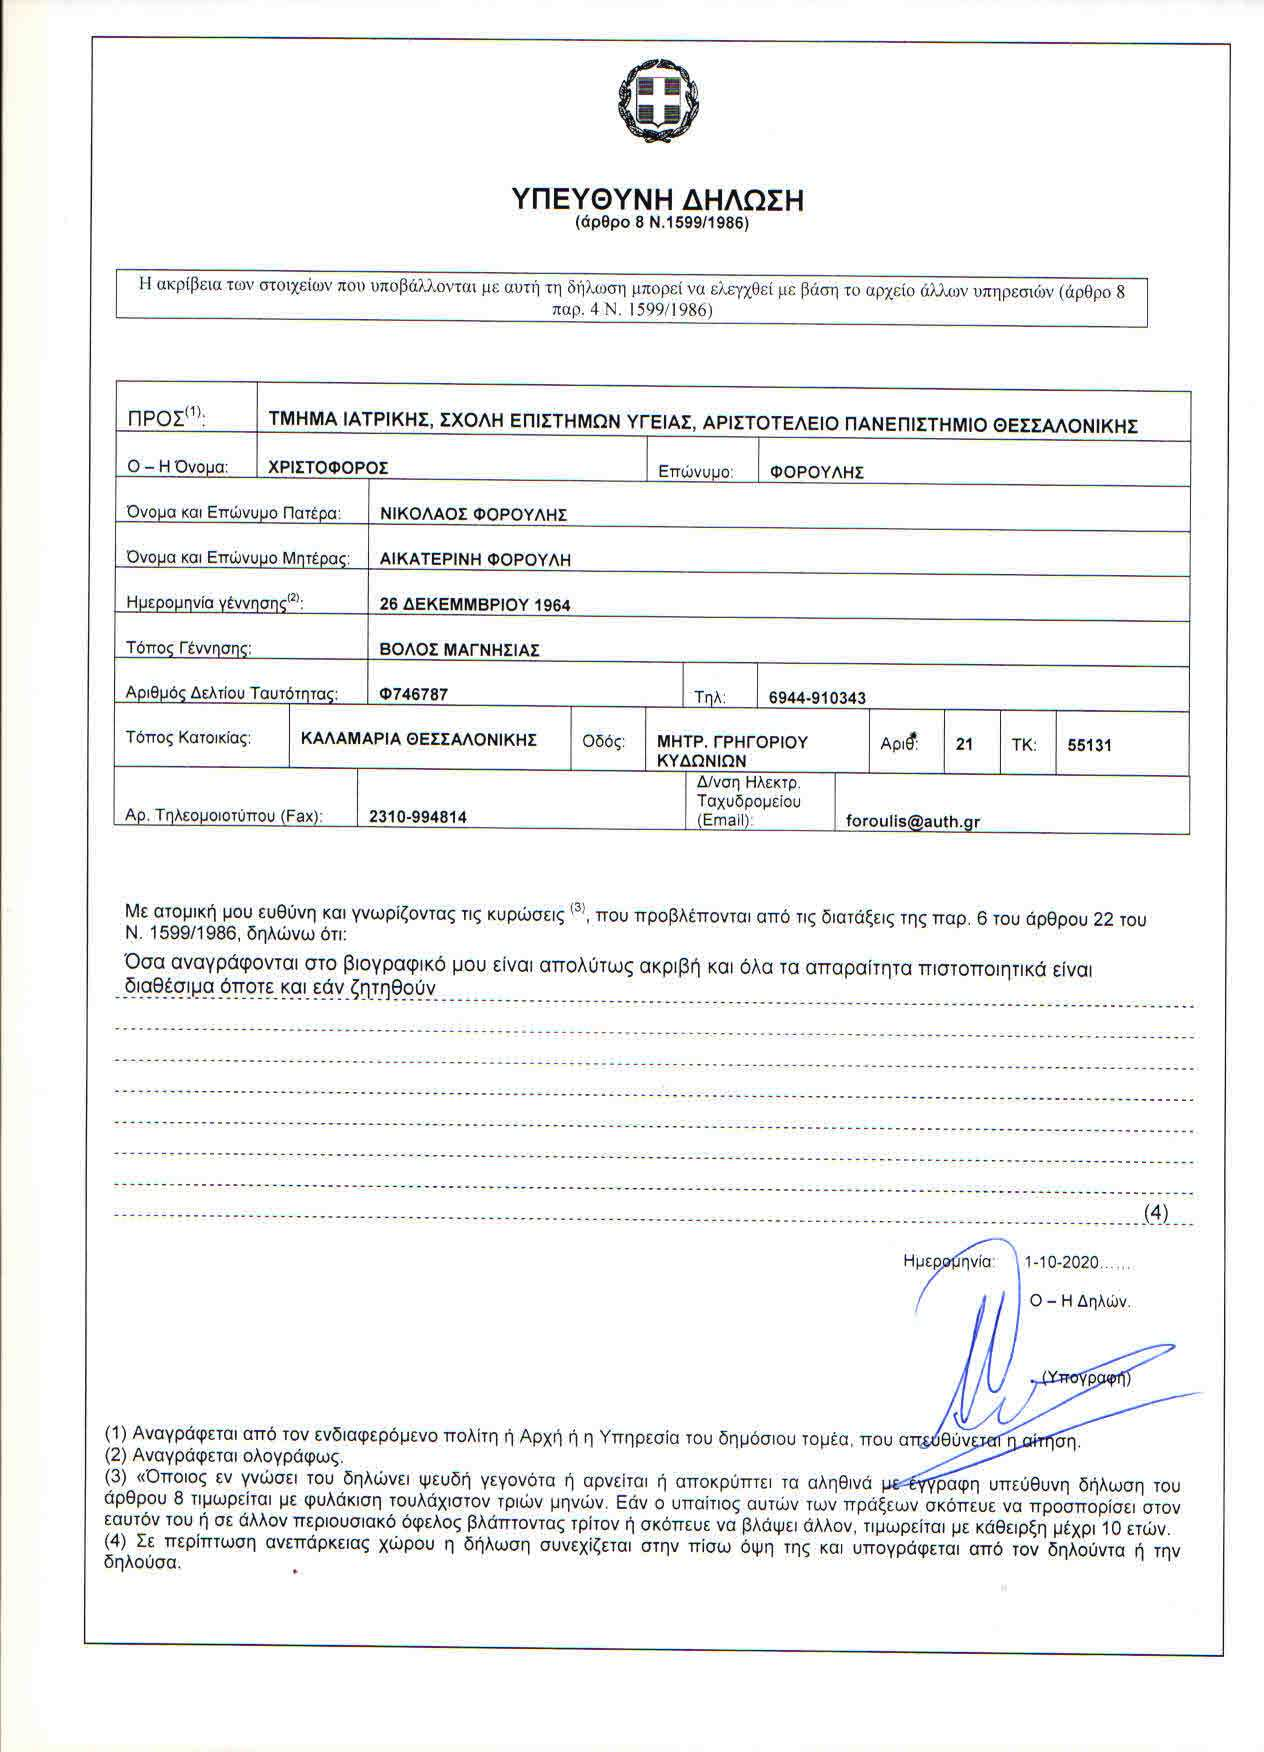 ΥΠΕΥΘΥΝΗ ΔΗΛΩΣΗ
(άρθρο 8 Ν.1599/1986)
Η ακρίβεια των στοιχείων που υποβάλλονται με αυτή τη δήλωση μπορεί να ελεγχθεί με βάση το αρχείο άλλων υπηρεσιών (άρθρο 8
παρ. 4 Ν. 1599/1986)
ΠΡΟΣ(1): ΤΜΗΜΑ ΙΑΤΡΙΚΗΣ, ΣΧΟΛΗ ΕΠΙΣΤΗΜΩΝ ΥΓΕΙΑΣ, ΑΡΙΣΤΟΤΕΛΕΙΟ ΠΑΝΕΠΙΣΤΗΜΙΟ ΘΕΣΣΑΛΟΝΙΚΗΣ
Ο – Η Όνομα: ΧΡΙΣΤΟΦΟΡΟΣ Επώνυμο: ΦΟΡΟΥΛΗΣ
Όνομα και Επώνυμο Πατέρα: ΝΙΚΟΛΑΟΣ ΦΟΡΟΥΛΗΣ
Όνομα και Επώνυμο Μητέρας: ΑΙΚΑΤΕΡΙΝΗ ΦΟΡΟΥΛΗ
Ημερομηνία γέννησης(2): 26 ΔΕΚΕΜΜΒΡΙΟΥ 1964
Τόπος Γέννησης: ΒΟΛΟΣ ΜΑΓΝΗΣΙΑΣ
Αριθμός Δελτίου Ταυτότητας: Φ746787 Τηλ: 6944-910343
Τόπος Κατοικίας: ΚΑΛΑΜΑΡΙΑ ΘΕΣΣΑΛΟΝΙΚΗΣ Οδός: ΜΗΤΡ. ΓΡΗΓΟΡΙΟΥ Αριθ: 21 ΤΚ: 55131
ΚΥΔΩΝΙΩΝ
Δ/νση Ηλεκτρ.
Ταχυδρομείου
Αρ. Τηλεομοιοτύπου (Fax): 2310-994814 (Email): foroulis@auth.gr
Με ατομική μου ευθύνη και γνωρίζοντας τις κυρώσεις (3), που προβλέπονται από τις διατάξεις της παρ. 6 του άρθρου 22 του
Ν. 1599/1986, δηλώνω ότι:
Όσα αναγράφονται στο βιογραφικό μου είναι απολύτως ακριβή και όλα τα απαραίτητα πιστοποιητικά είναι
διαθέσιμα όποτε και εάν ζητηθούν
(4)
Ημερομηνία: 1-10-2020......
Ο – Η Δηλών.
(Υπογραφή)
(1) Αναγράφεται από τον ενδιαφερόμενο πολίτη ή Αρχή ή η Υπηρεσία του δημόσιου τομέα, που απευθύνεται η αίτηση.
(2) Αναγράφεται ολογράφως.
(3) «Όποιος εν γνώσει του δηλώνει ψευδή γεγονότα ή αρνείται ή αποκρύπτει τα αληθινά με έγγραφη υπεύθυνη δήλωση του
άρθρου 8 τιμωρείται με φυλάκιση τουλάχιστον τριών μηνών. Εάν ο υπαίτιος αυτών των πράξεων σκόπευε να προσπορίσει στον
εαυτόν του ή σε άλλον περιουσιακό όφελος βλάπτοντας τρίτον ή σκόπευε να βλάψει άλλον, τιμωρείται με κάθειρξη μέχρι 10 ετών.
(4) Σε περίπτωση ανεπάρκειας χώρου η δήλωση συνεχίζεται στην πίσω όψη της και υπογράφεται από τον δηλούντα ή την
δηλούσα.